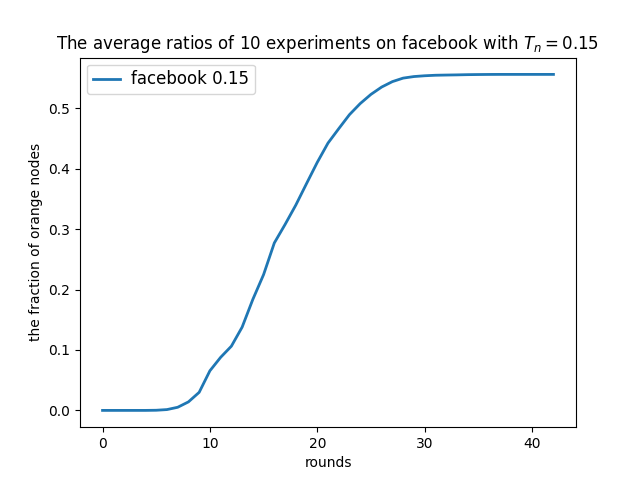 The average ratios of 10 experiments on facebook with $T_n = 0.15$
facebook 0.15
the fraction of orange nodes
0.5
0.4
0.3
0.2
0.1
0.0
0 10 20 30 40
rounds